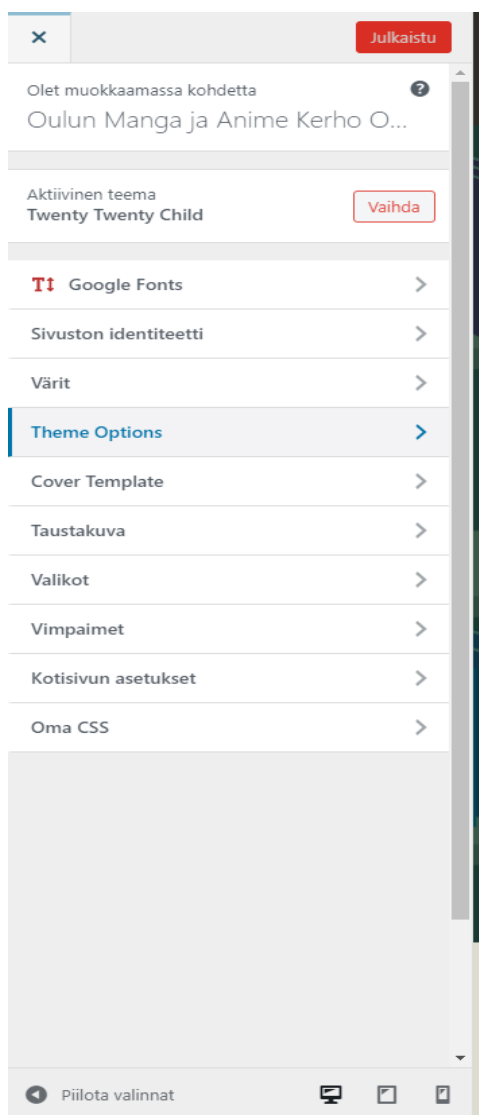 Julkaistu
Olet muokkaamassa kohdetta
Oulun Manga ja Anime Kerho O...
Aktiivinen teema
Twenty Twenty Child
Vaihda
Google Fonts
Sivuston identiteetti
Värit
Theme Options
Cover Template
Taustakuva
Valikot
Vimpaimet
Kotisivun asetukset
Oma CSS
Piilota valinnat